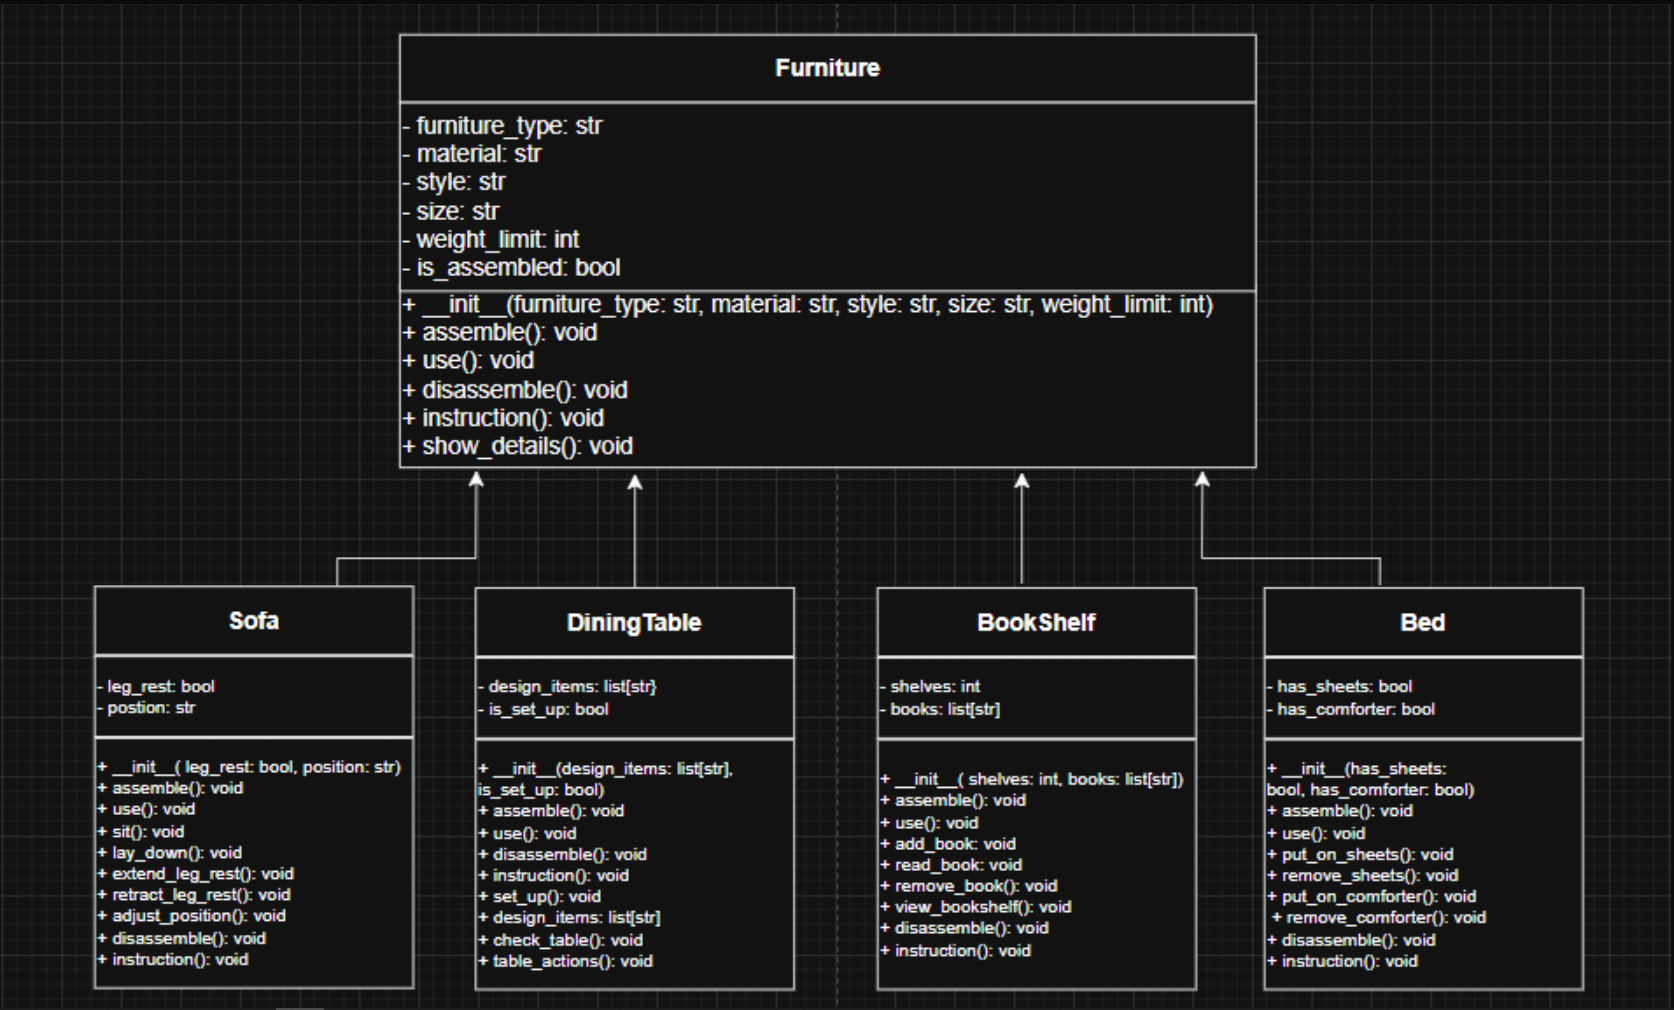 Furniture
- furniture_type: str
- material: str
- style: str
- size: str
- weight_limit: int
- is_assembled: bool
+ __init__(furniture_type: str, material: str, style: str, size: str, weight_limit: int)
+ assemble(): void
+ use(): void
+ disassemble(): void
+ instruction(): void
+ show_details(): void
Sofa
- leg_rest: bool
- postion: str
+ __init__( leg_rest: bool, position: str)
+ assemble(): void
+ use(): void
+ sit(): void
+ lay_down(): void
+ extend_leg_rest(): void
+ retract_leg_rest(): void
+ adjust_position(): void
+ disassemble(): void
+ instruction(): void
DiningTable
- design_items: list[str}
- is_set_up: bool
+ __init__(design_items: list[str],
is_set_up: bool)
+ assemble(): void
+ use(): void
+ disassemble(): void
+ instruction(): void
+ set_up(): void
+ design_items: list[str]
+ check_table(): void
+ table_actions(): void
BookShelf
- shelves: int
- books: list[str]
+ __init__( shelves: int, books: list[str])
+ assemble(): void
+ use(): void
+ add_book: void
+ read_book: void
+ remove_book(): void
+ view_bookshelf(): void
+ disassemble(): void
+ instruction(): void
Bed
- has_sheets: bool
- has_comforter: bool
+ __init__(has_sheets:
bool, has_comforter: bool)
+ assemble(): void
+ use(): void
+ put_on_sheets(): void
+ remove_sheets(): void
+ put_on_comforter(): void
+ remove_comforter(): void
+ disassemble(): void
+ instruction(): void